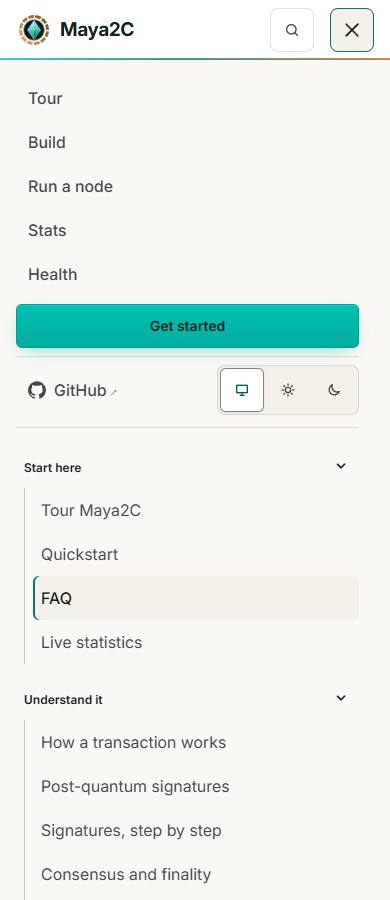 Maya2C
Tour
Build
Run a node
Stats
Health
Get started
GitHub ↗
Start here
Tour Maya2C
Quickstart
FAQ
Live statistics
Understand it
How a transaction works
Post-quantum signatures
Signatures, step by step
Consensus and finality